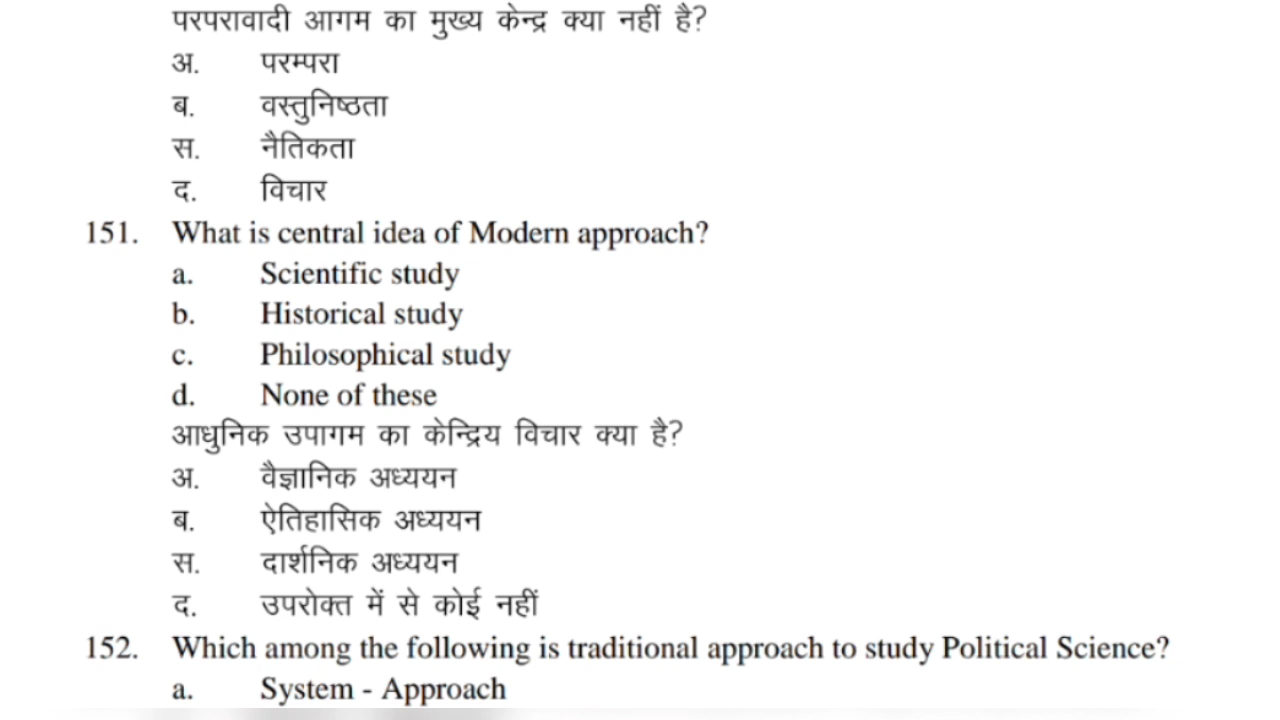 परपरावादी आगम का मुख्य केन्द्र क्या नहीं है?
अ. परम्परा
ब. वस्तुनिष्ठता
स. नैतिकता
द. विचार
151. What is central idea of Modern approach?
a. Scientific study
b. Historical study
c. Philosophical study
d. None of these
आधुनिक उपागम का केन्द्रिय विचार क्या है?
अ. वैज्ञानिक अध्ययन
ब. ऐतिहासिक अध्ययन
स. दार्शनिक अध्ययन
द. उपरोक्त में से कोई नहीं
152. Which among the following is traditional approach to study Political Science?
a. System - Approach